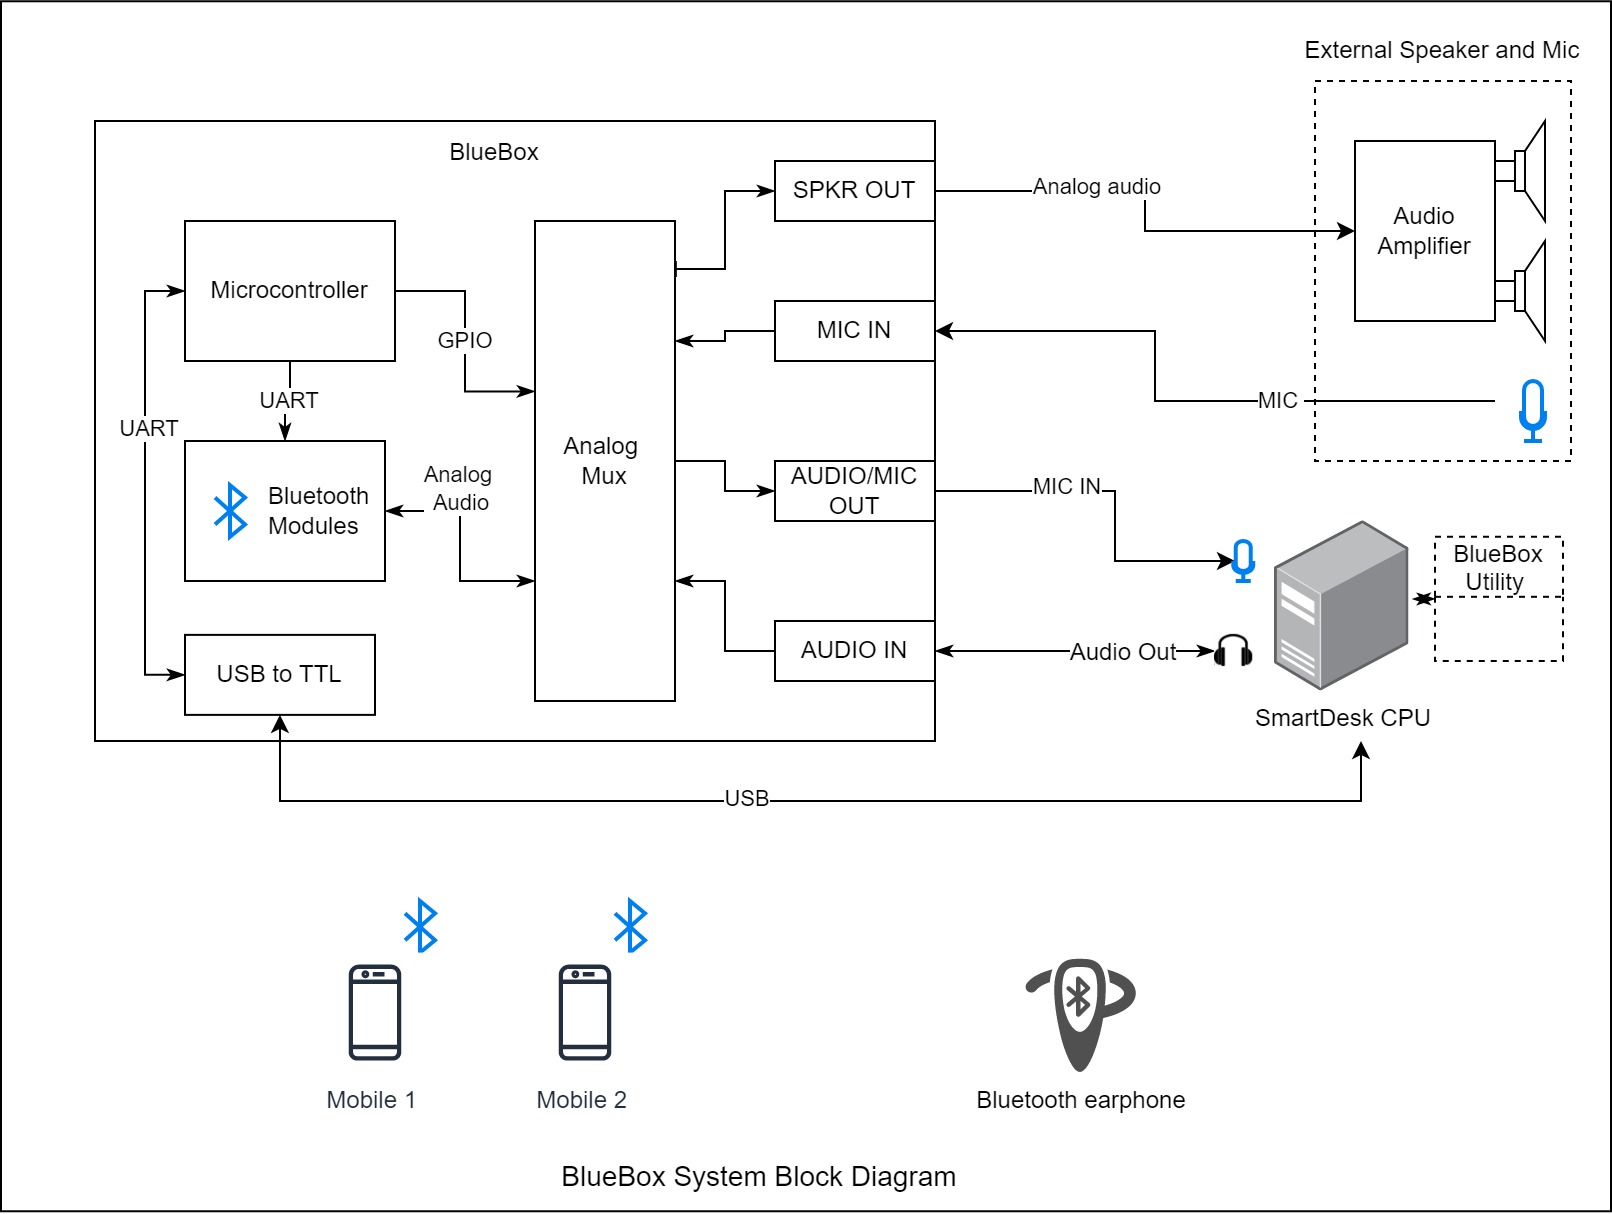 External Speaker and Mic
BlueBox
SPKR OUT
Analog audio
Audio
Amplifier
Microcontroller
GPIO
MIC IN
UART
UART
MIC
Analog
Mux
Analog
Audio
Bluetooth
Modules
AUDIO/MIC
OUT
MIC IN
BlueBox
Utility
USB to TTL
AUDIO IN
Audio Out
SmartDesk CPU
USB
Mobile 1
Mobile 2
Bluetooth earphone
BlueBox System Block Diagram